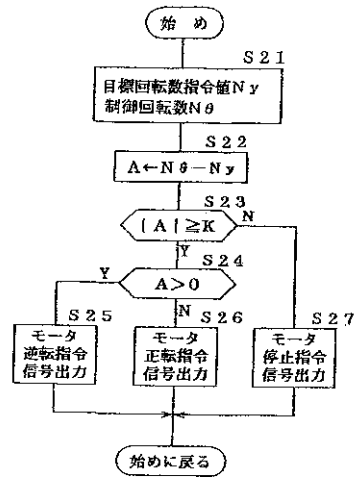 始め
S21
目標回転数指令値Ny
制御回転数Nθ
S22
A←Nθ−Ny
S23
|A|≧K
N
Y
S24
Y
A>0
N
S25
モータ
逆転指令
信号出力
S26
モータ
正転指令
信号出力
S27
モータ
停止指令
信号出力
始めに戻る